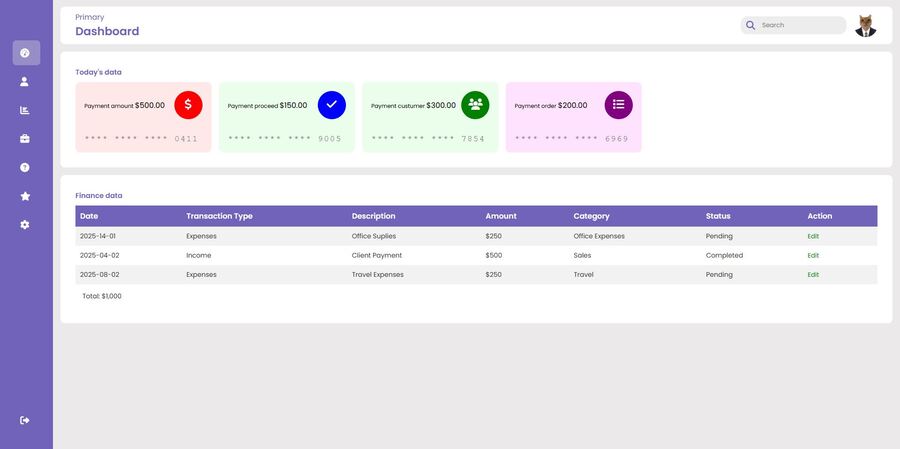 Primary
Dashboard
Search
Today's data
Payment amount $500.00
**** **** **** 0411
Payment proceed $150.00
**** **** **** 9005
Payment custumer $300.00
**** **** **** 7854
Payment order $200.00
**** **** **** 6969
Finance data
Date Transaction Type Description Amount Category Status Action
2025-14-01 Expenses Office Suplies $250 Office Expenses Pending Edit
2025-04-02 Income Client Payment $500 Sales Completed Edit
2025-08-02 Expenses Travel Expenses $250 Travel Pending Edit
Total: $1,000